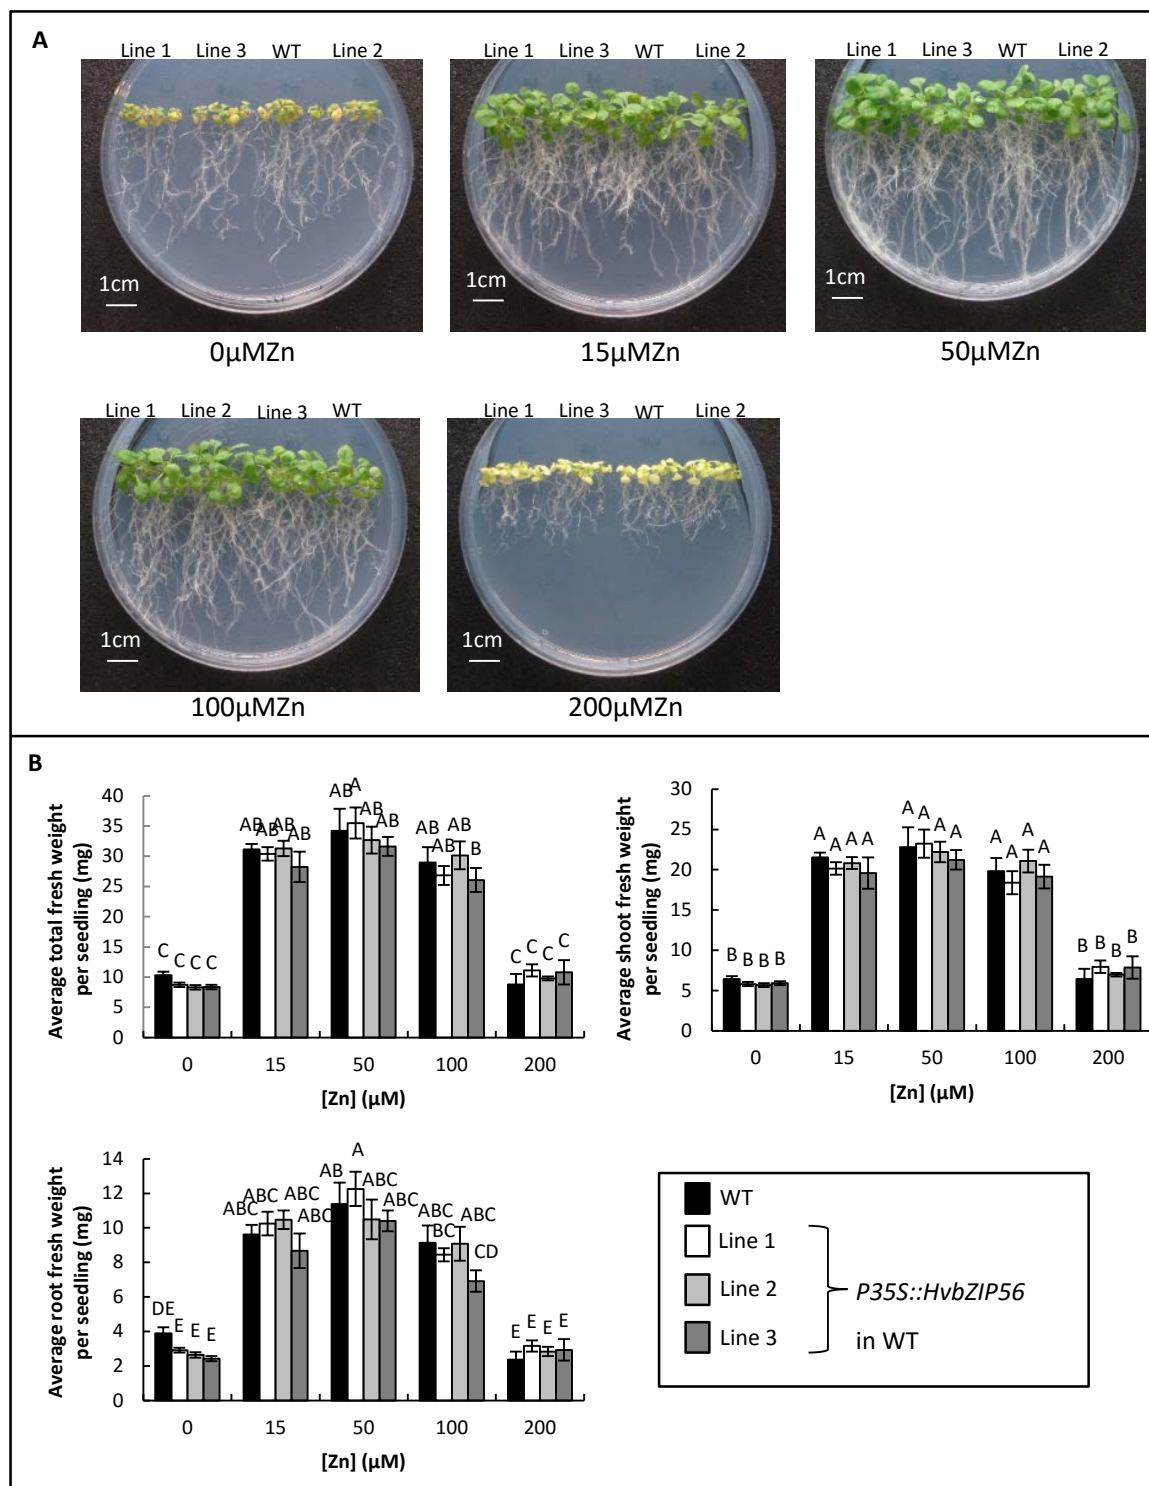 A
Line 1 Line 3 WT Line 2
Line 1 Line 3 WT Line 2
Line 1 Line 3 WT Line 2
1cm
1cm
1cm
0µMZn
15µMZn
50µMZn
Line 1 Line 2 Line 3 WT
Line 1 Line 3 WT Line 2
1cm
1cm
100µMZn
200µMZn
B
Average total fresh weight
per seedling (mg)
40
35
30
25
20
15
10
5
0
C C C C
AB AB AB AB
AB A AB AB
AB AB AB B
C C C C
0 15 50 100 200
[Zn] (µM)
Average shoot fresh weight
per seedling (mg)
30
25
20
15
10
5
0
B B B B
A A A A
A A A A
A A A A
B B B B
0 15 50 100 200
[Zn] (µM)
Average root fresh weight
per seedling (mg)
14
12
10
8
6
4
2
0
DE E E E
ABC ABC ABC ABC
AB A ABC ABC
ABC BC ABC CD
E E E E
0 15 50 100 200
[Zn] (µM)
WT
Line 1
Line 2
Line 3
P35S::HvbZIP56
in WT